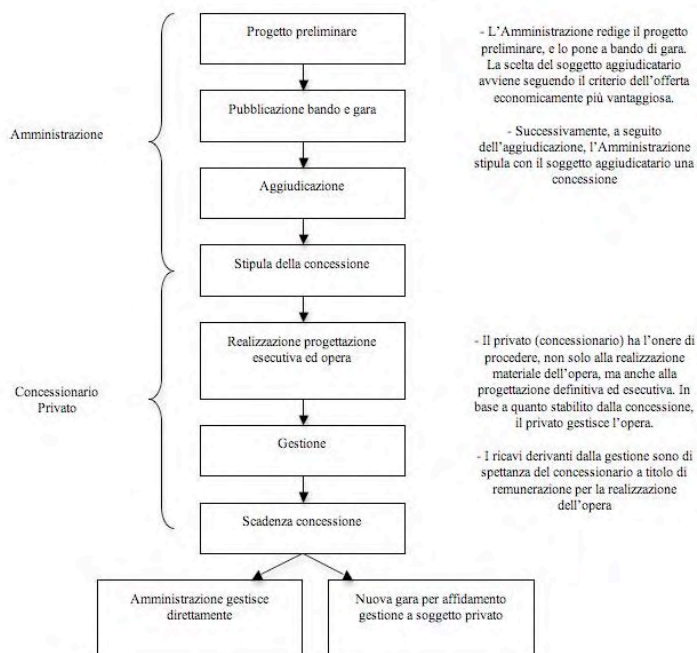 Progetto preliminare
Pubblicazione bando e gara
Aggiudicazione
Stipula della concessione
Realizzazione progettazione
esecutiva ed opera
Gestione
Scadenza concessione
Amministrazione gestisce
direttamente
Nuova gara per affidamento
gestione a soggetto privato
Amministrazione
Concessionario
Privato
- L'Amministrazione redige il progetto
preliminare, e lo pone a bando di gara.
La scelta del soggetto aggiudicatario
avviene seguendo il criterio dell'offerta
economicamente più vantaggiosa.
- Successivamente, a seguito
dell'aggiudicazione, l'Amministrazione
stipula con il soggetto aggiudicatario una
concessione
- Il privato (concessionario) ha l'onere di
procedere, non solo alla realizzazione
materiale dell'opera, ma anche alla
progettazione definitiva ed esecutiva. In
base a quanto stabilito dalla concessione,
il privato gestisce l'opera.
- I ricavi derivanti dalla gestione sono di
spettanza del concessionario a titolo di
remunerazione per la realizzazione
dell'opera